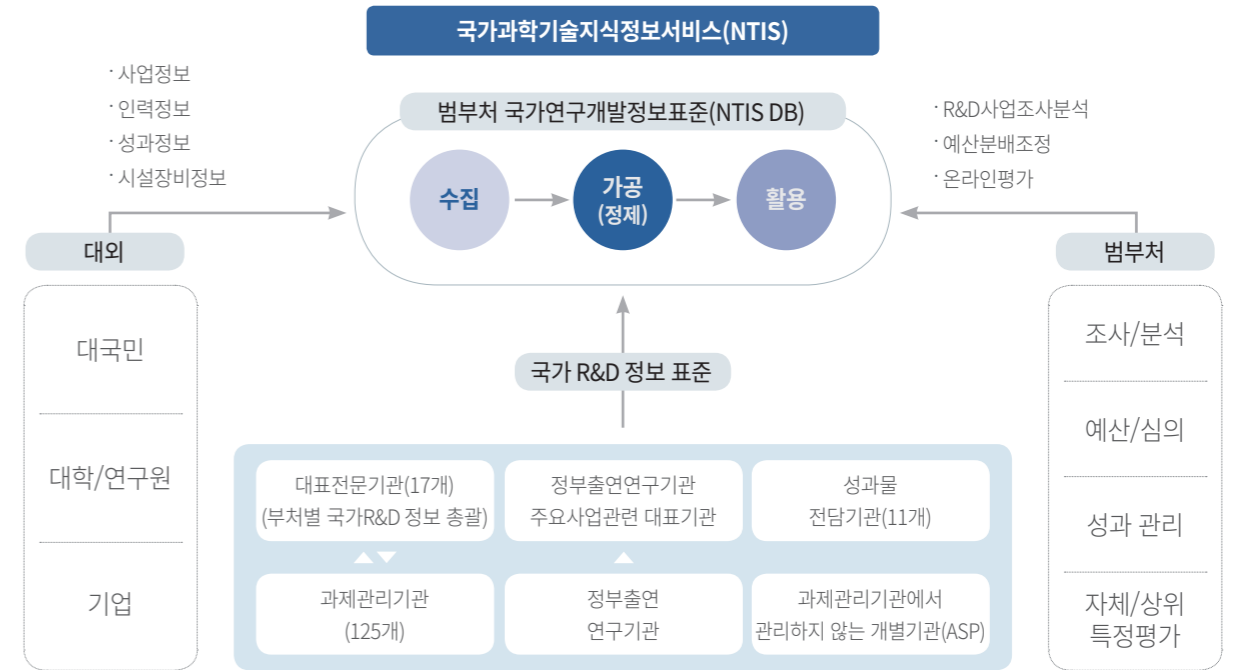 국가과학기술지식정보서비스(NTIS)
· 사업정보
· 인력정보
· 성과정보
· 시설장비정보
범부처 국가연구개발정보표준(NTIS DB)
수집
가공
(정제)
활용
· R&D사업조사분석
· 예산분배조정
· 온라인평가
대외
대국민
대학/연구원
기업
범부처
조사/분석
예산/심의
성과 관리
자체/상위
특정평가
국가 R&D 정보 표준
대표전문기관(17개)
(부처별 국가R&D 정보 총괄)
정부출연연구기관
주요사업관련 대표기관
성과물
전담기관(11개)
과제관리기관
(125개)
정부출연
연구기관
과제관리기관에서
관리하지 않는 개별기관(ASP)